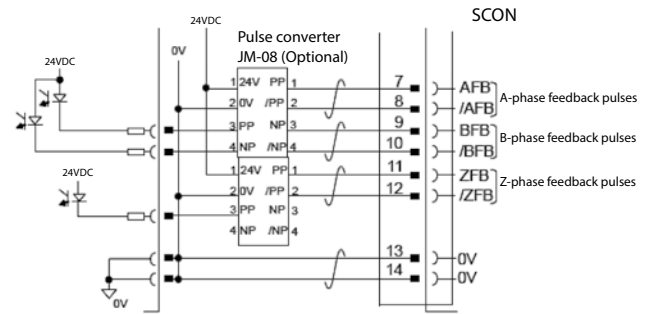 SCON
24VDC
0V
Pulse converter
JM-08 (Optional)
24VDC
1 24V PP 1 7 AFB
A-phase feedback pulses
2 0V /PP 2 8 /AFB
3 PP NP 3 9 BFB
B-phase feedback pulses
4 NP /NP 4 10 /BFB
24VDC
1 24V PP 1 11 ZFB
Z-phase feedback pulses
2 0V /PP 2 12 /ZFB
3 PP NP 3
4 NP /NP 4
13 0V
14 0V
0V